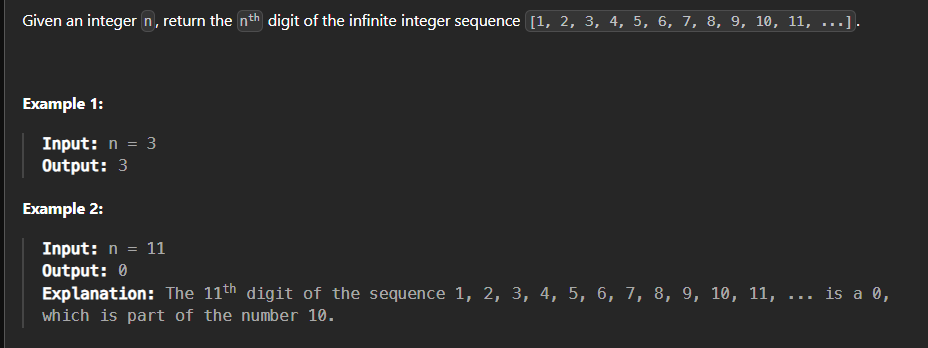 Given an integer n, return the nth digit of the infinite integer sequence [1, 2, 3, 4, 5, 6, 7, 8, 9, 10, 11, ...].
Example 1:
Input: n = 3
Output: 3
Example 2:
Input: n = 11
Output: 0
Explanation: The 11th digit of the sequence 1, 2, 3, 4, 5, 6, 7, 8, 9, 10, 11, ... is a 0,
which is part of the number 10.